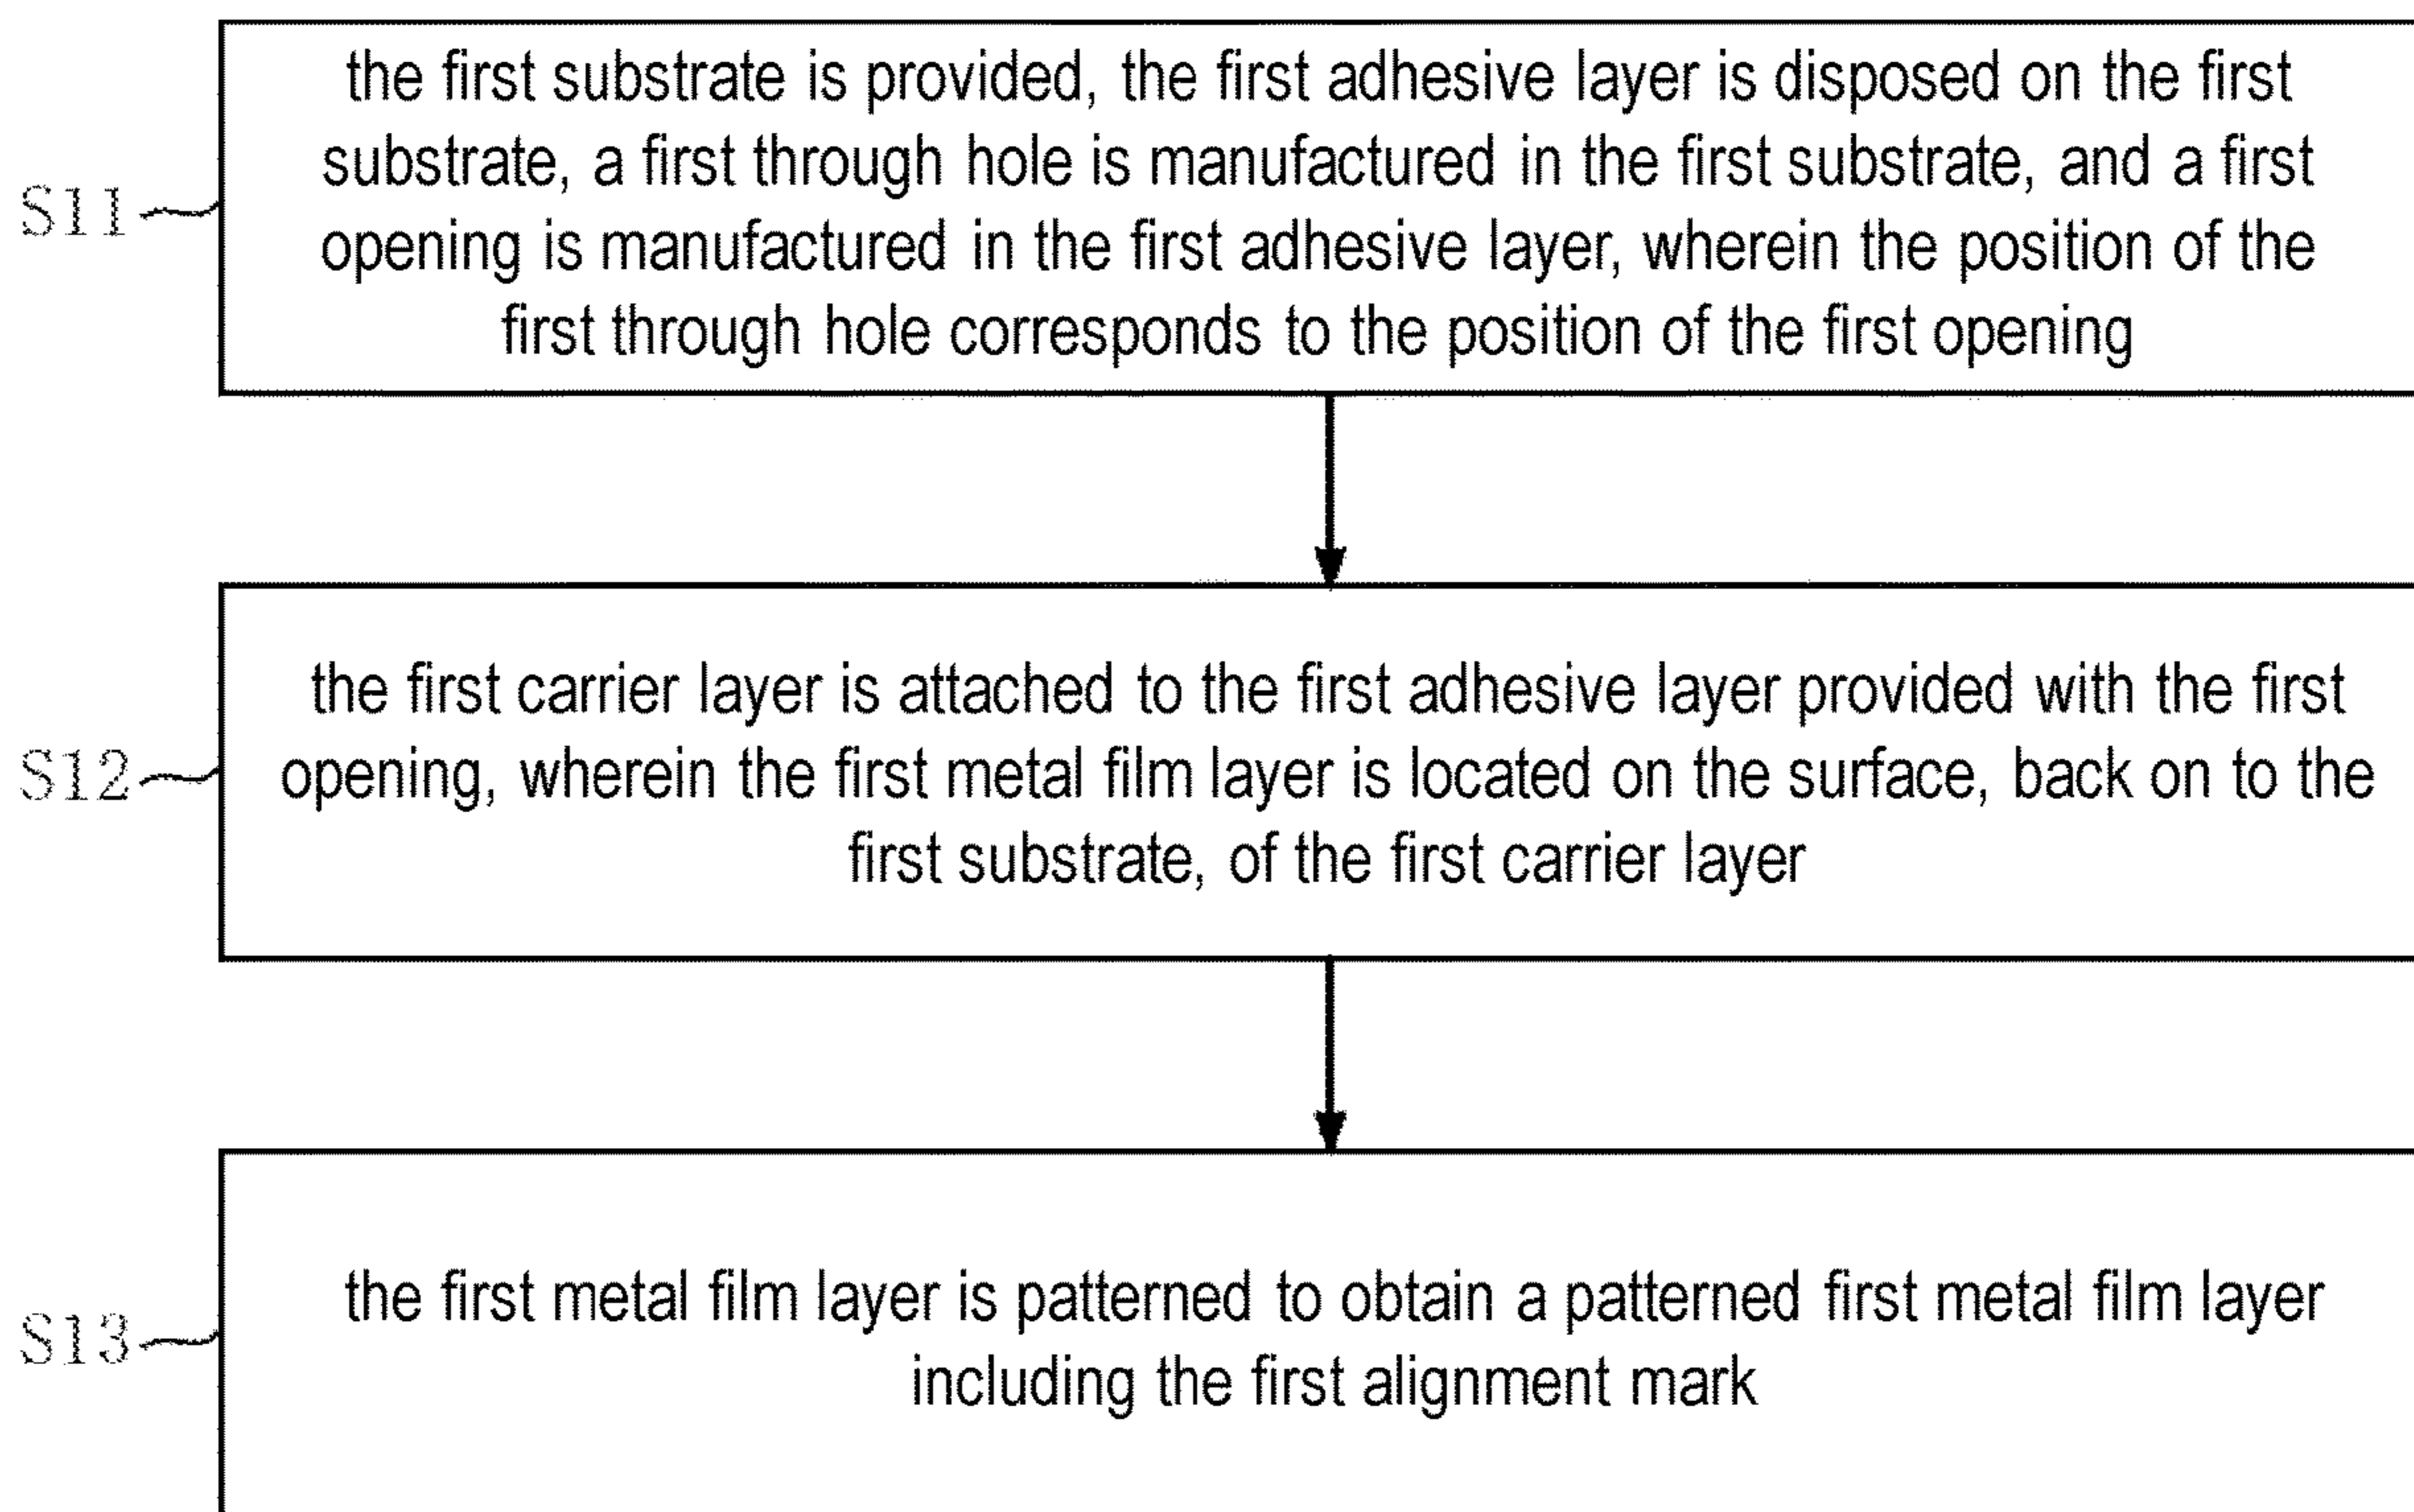 the first substrate is provided, the first adhesive layer is disposed on the first
substrate, a first through hole is manufactured in the first substrate, and a first
S11
opening is manufactured in the first adhesive layer, wherein the position of the
first through hole corresponds to the position of the first opening
the first carrier layer is attached to the first adhesive layer provided with the first
S12
opening, wherein the first metal film layer is located on the surface, back on to the
first substrate, of the first carrier layer
the first metal film layer is patterned to obtain a patterned first metal film layer
S13
including the first alignment mark